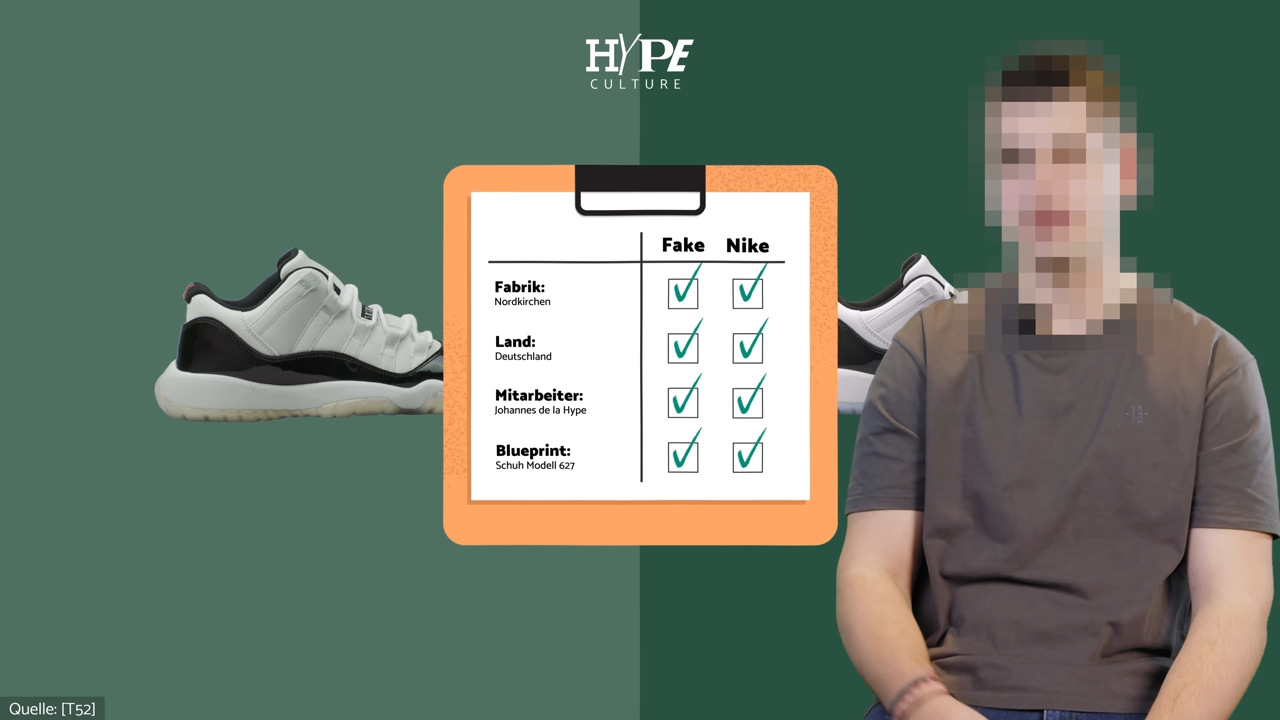 HYPE
CULTURE
Fake Nike
Fabrik:
Nordkirchen
Land:
Deutschland
Mitarbeiter:
Johannes de la Hype
Blueprint:
Schuh Modell 627
-13-
Quelle: [T52]